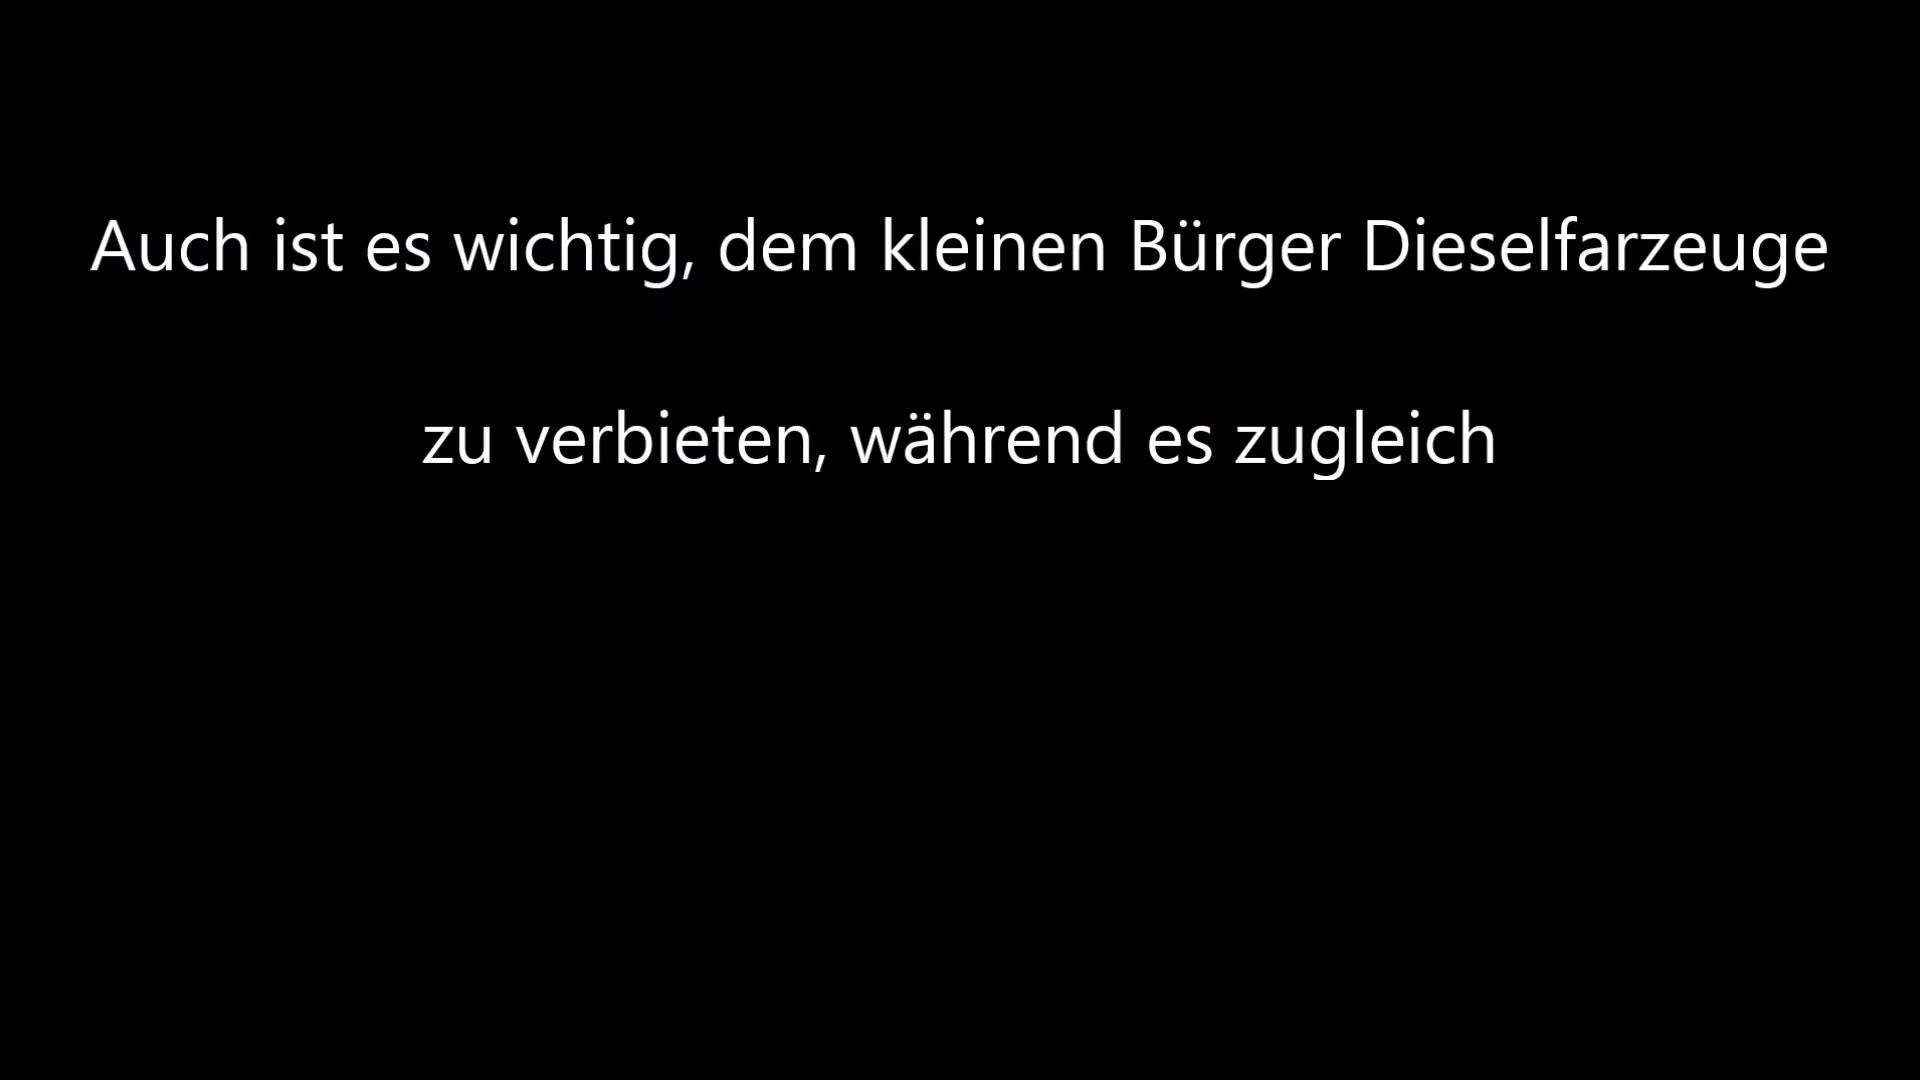 Auch ist es wichtig, dem kleinen Bürger Dieselfarzeuge
zu verbieten, während es zugleich